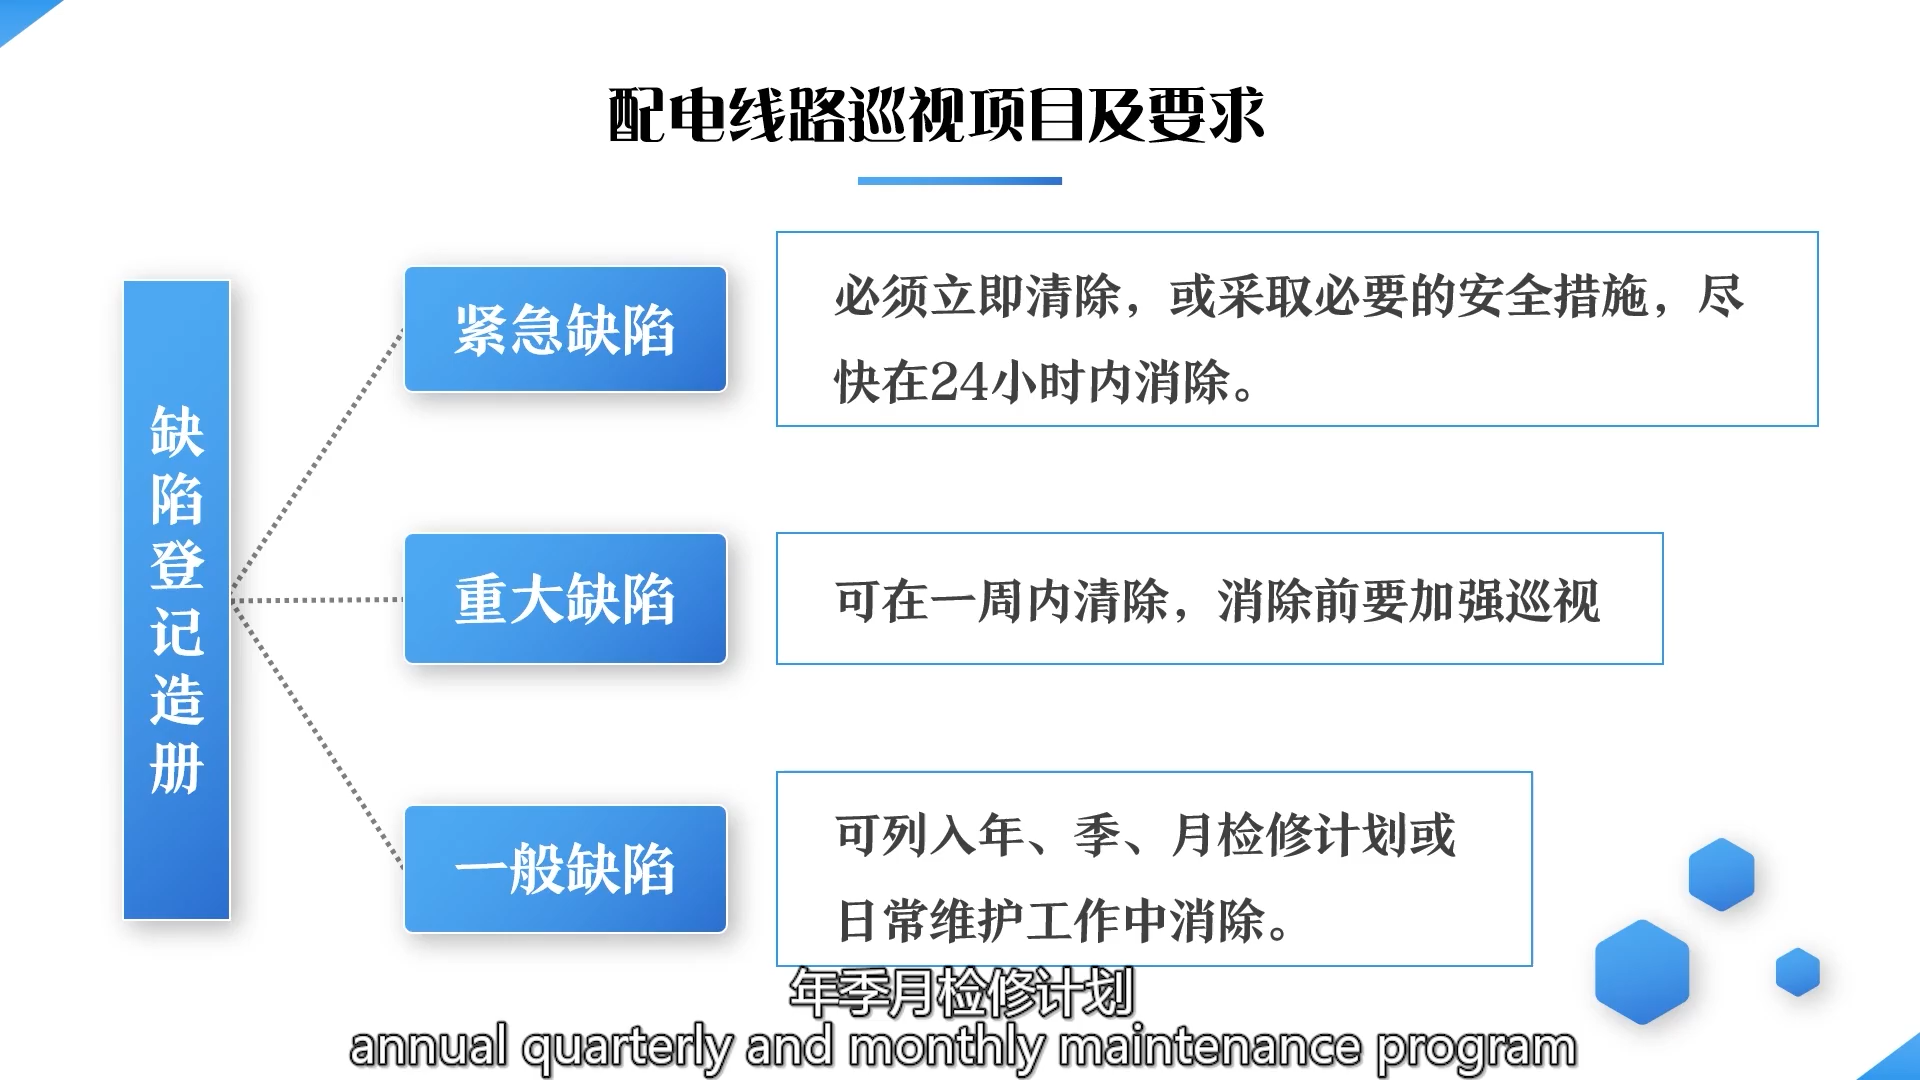 配电线路巡视项目及要求
缺陷登记造册
紧急缺陷
必须立即清除，或采取必要的安全措施，尽
快在24小时内消除。
重大缺陷
可在一周内清除，消除前要加强巡视
一般缺陷
可列入年、季、月检修计划或
日常维护工作中消除。
年季月检修计划
annual quarterly and monthly maintenance program